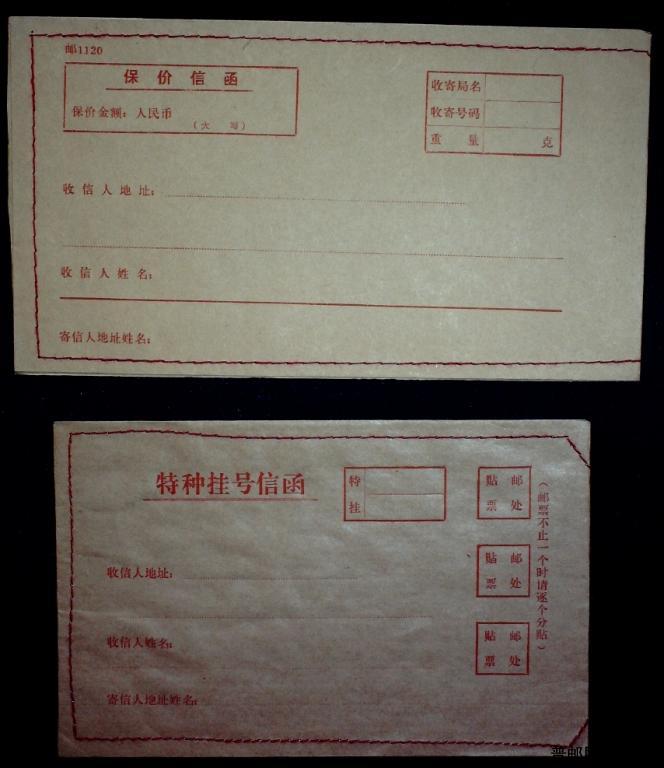 邮1120
保价信函
保价金额：人民币
（大 写）
收寄局名
收寄号码
重 量 克
收信人地址：
收信人姓名：
寄信人地址姓名：
特种挂号信函
特
挂
贴 邮
票 处
贴 邮
票 处
贴 邮
票 处
（邮票不止一个时请逐个分贴）
收信人地址：
收信人姓名：
寄信人地址姓名：